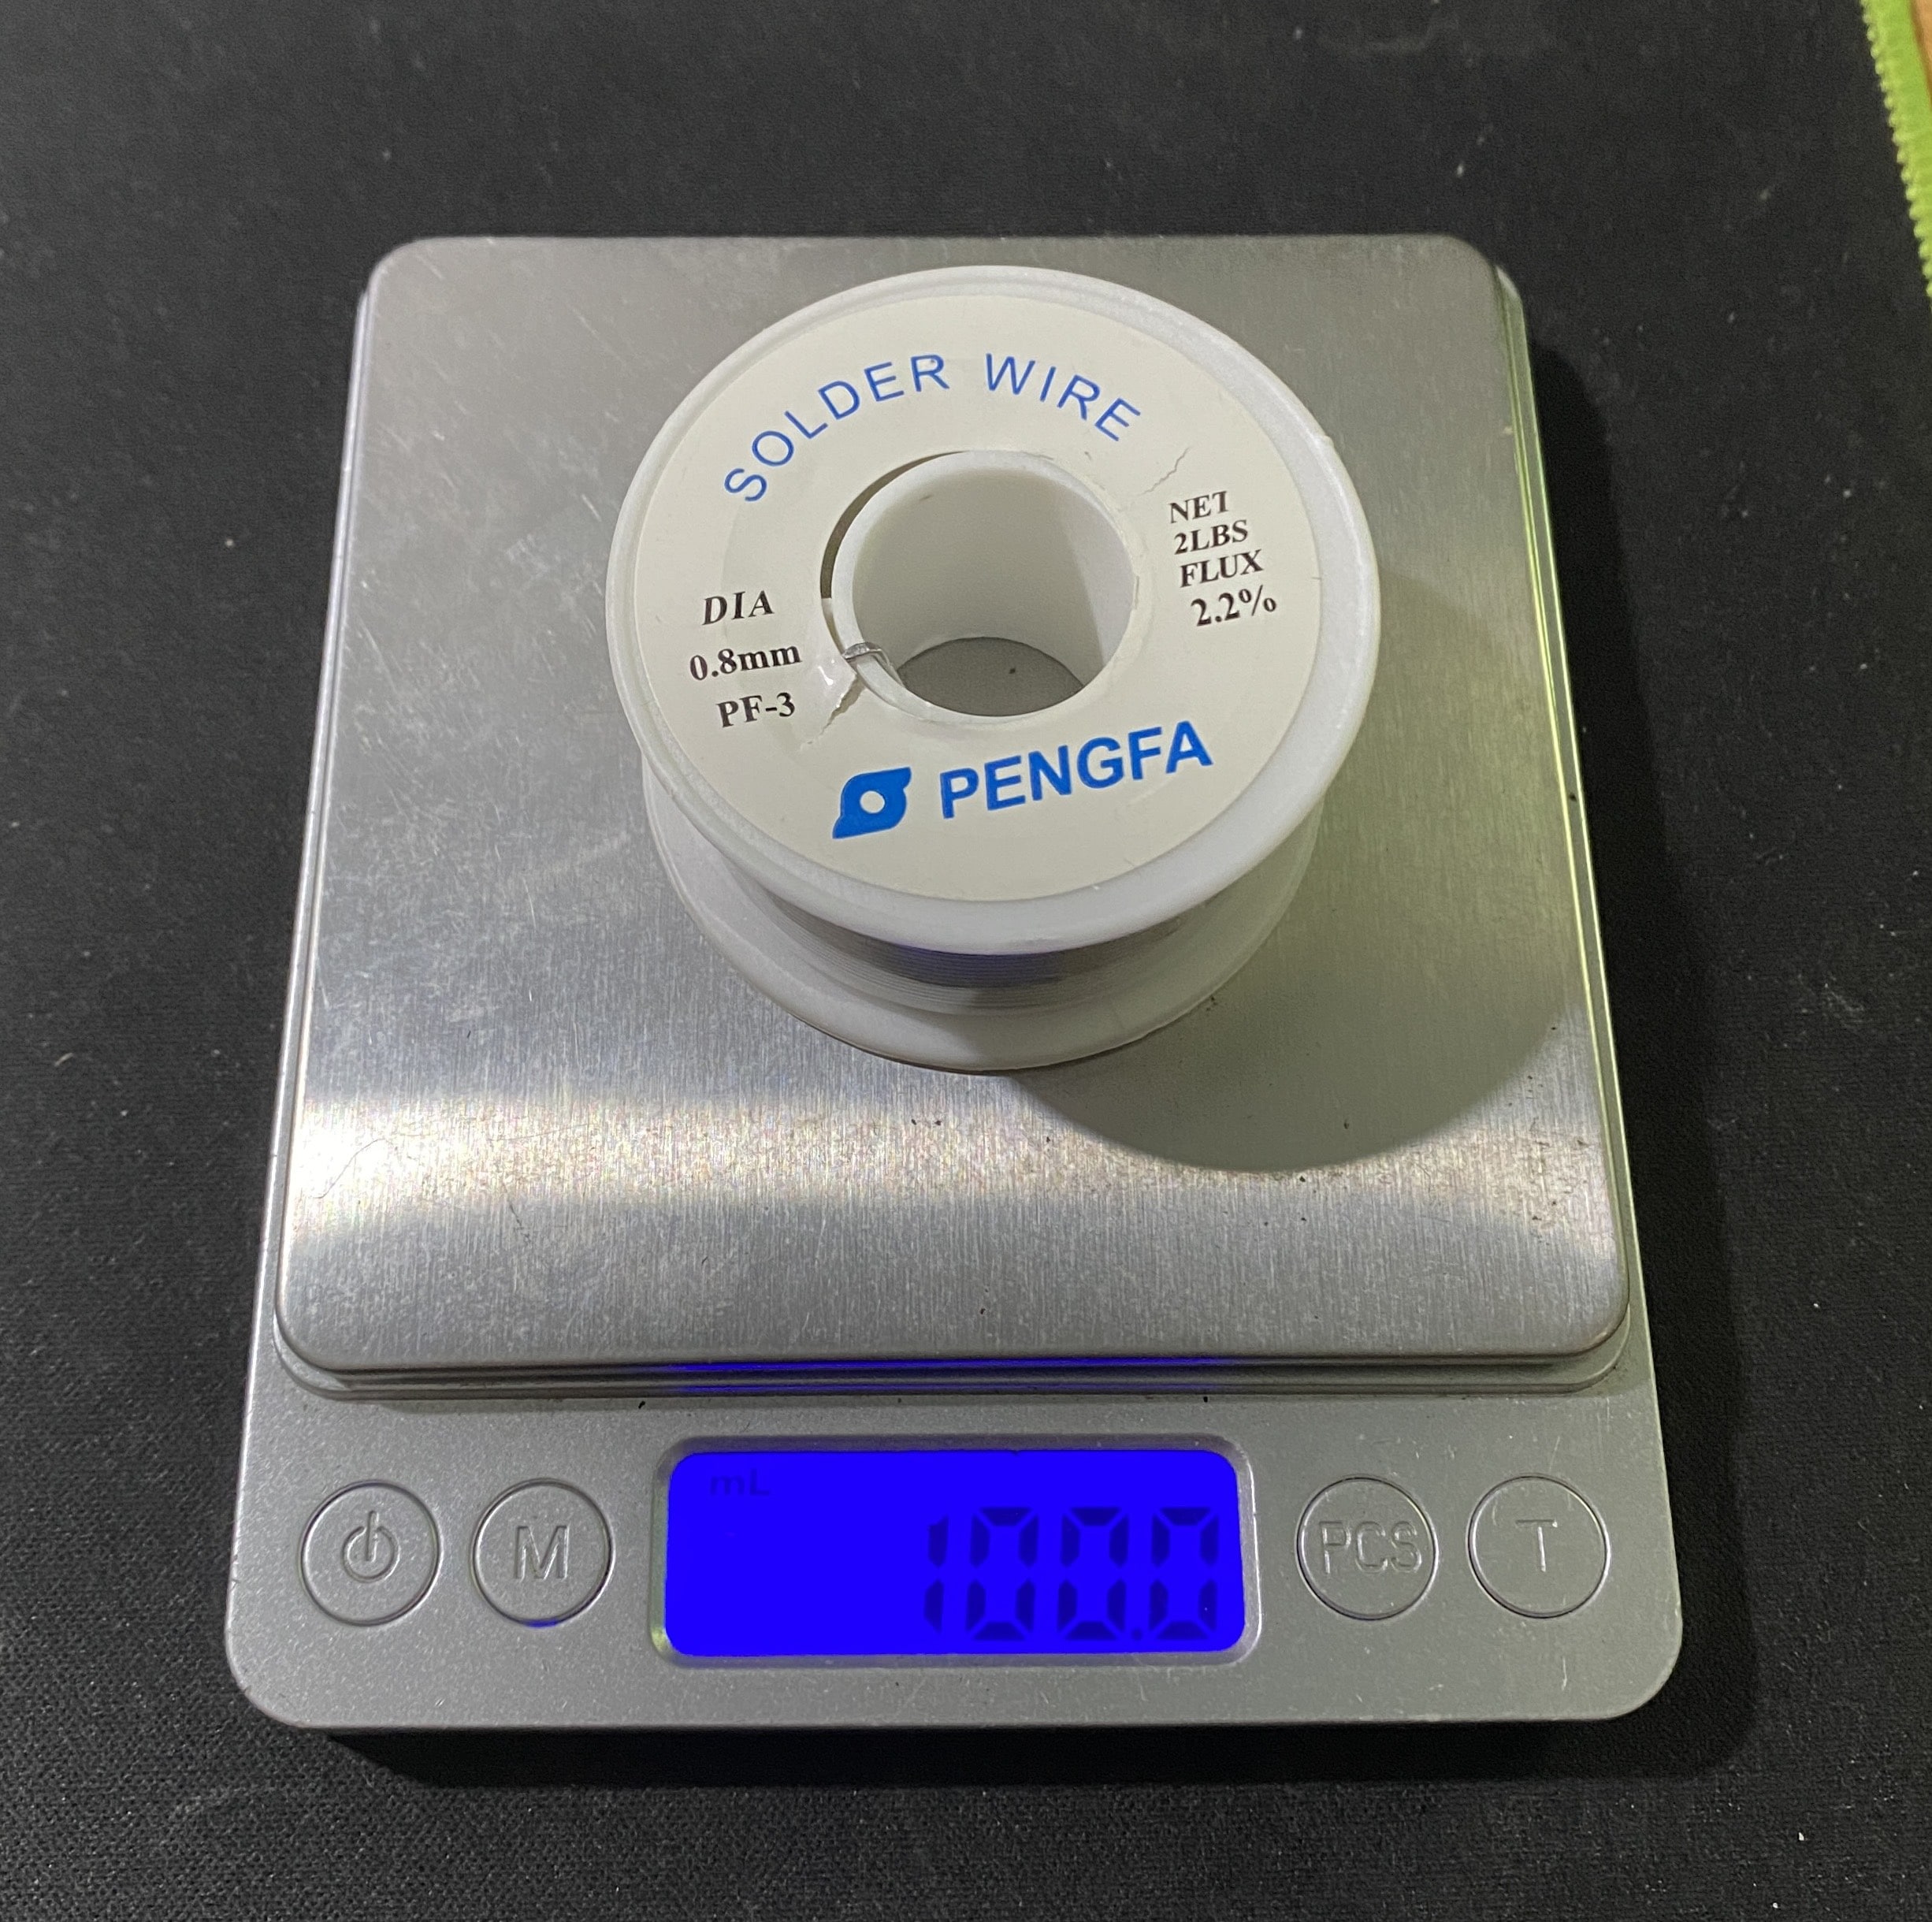 SOLDER WIRE
NET
2LBS
FLUX
2.2%
DIA
0.8mm
PF-3
PENGFA
mL
100.0
M
PCS
T